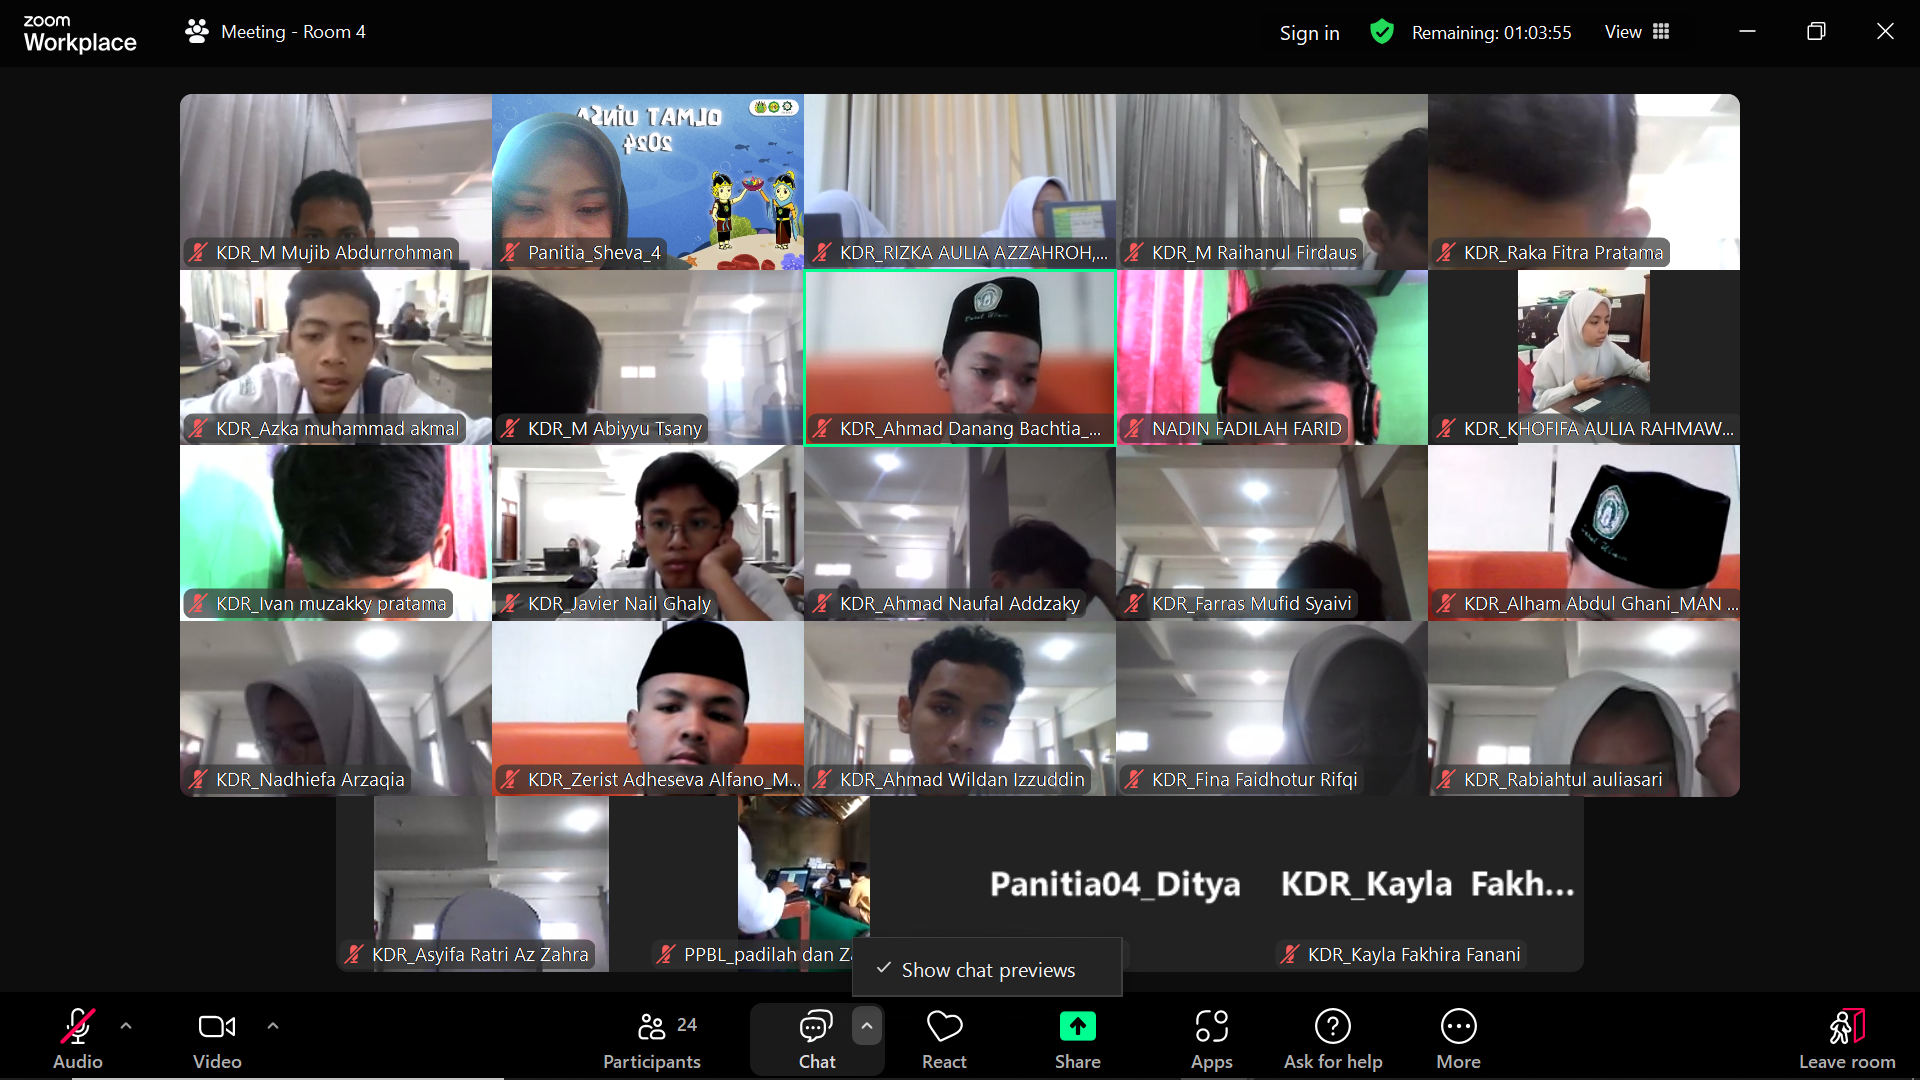 zoom
Workplace
Meeting - Room 4
Sign in
Remaining: 01:03:55
View
OLMAT UINSA
2024
KDR_M Mujib Abdurrohman
Panitia_Sheva_4
KDR_RIZKA AULIA AZZAHROH,...
KDR_M Raihanul Firdaus
KDR_Raka Fitra Pratama
KDR_Azka muhammad akmal
KDR_M Abiyyu Tsany
KDR_Ahmad Danang Bachtia_...
NADIN FADILAH FARID
KDR_KHOFIFA AULIA RAHMAW...
KDR_Ivan muzakky pratama
KDR_Javier Nail Ghaly
KDR_Ahmad Naufal Addzaky
KDR_Farras Mufid Syaivi
KDR_Alham Abdul Ghani_MAN ...
KDR_Nadhiefa Arzaqia
KDR_Zerist Adheseva Alfano_M...
KDR_Ahmad Wildan Izzuddin
KDR_Fina Faidhotur Rifqi
KDR_Rabiahtul auliasari
Panitia04_Ditya
KDR_Kayla Fakh...
KDR_Asyifa Ratri Az Zahra
PPBL_padilah dan Za
KDR_Kayla Fakhira Fanani
Show chat previews
Audio
Video
24
Participants
Chat
React
Share
Apps
Ask for help
More
Leave room